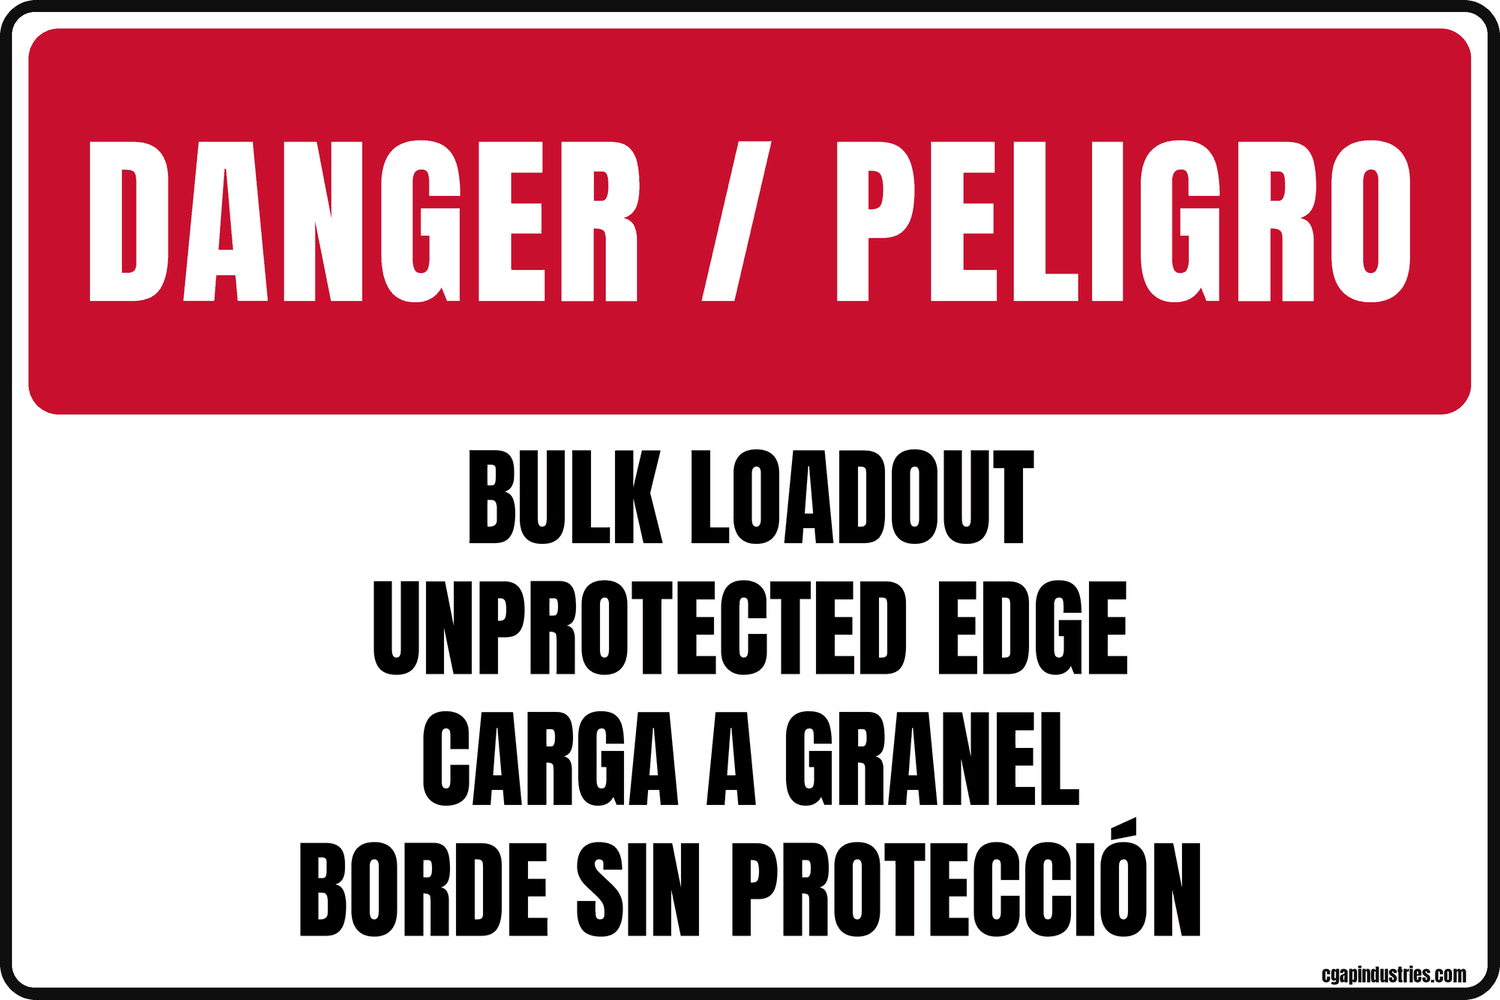 DANGER / PELIGRO
BULK LOADOUT
UNPROTECTED EDGE
CARGA A GRANEL
BORDE SIN PROTECCIÓN
cgapindustries.com